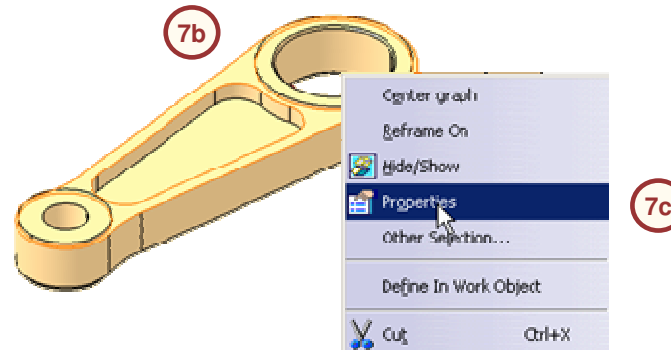 7b
Center graph
Reframe On
Hide/Show
Properties
7c
Other Selection...
Define In Work Object
Cut Ctrl+X